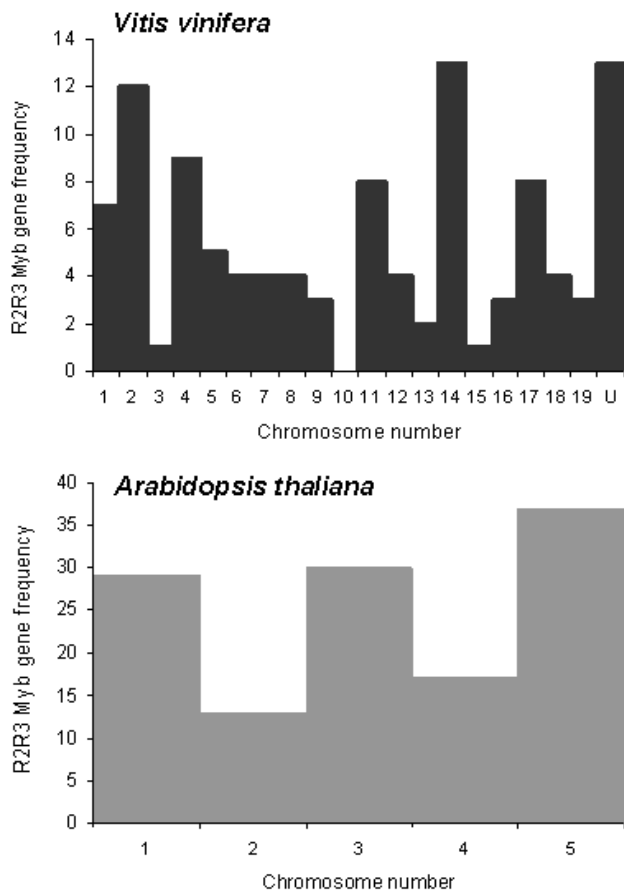 Vitis vinifera
14
12
10
8
6
4
2
0
R2R3 Myb gene frequency
1 2 3 4 5 6 7 8 9 10 11 12 13 14 15 16 17 18 19 U
Chromosome number
Arabidopsis thaliana
40
35
30
25
20
15
10
5
0
R2R3 Myb gene frequency
1 2 3 4 5
Chromosome number